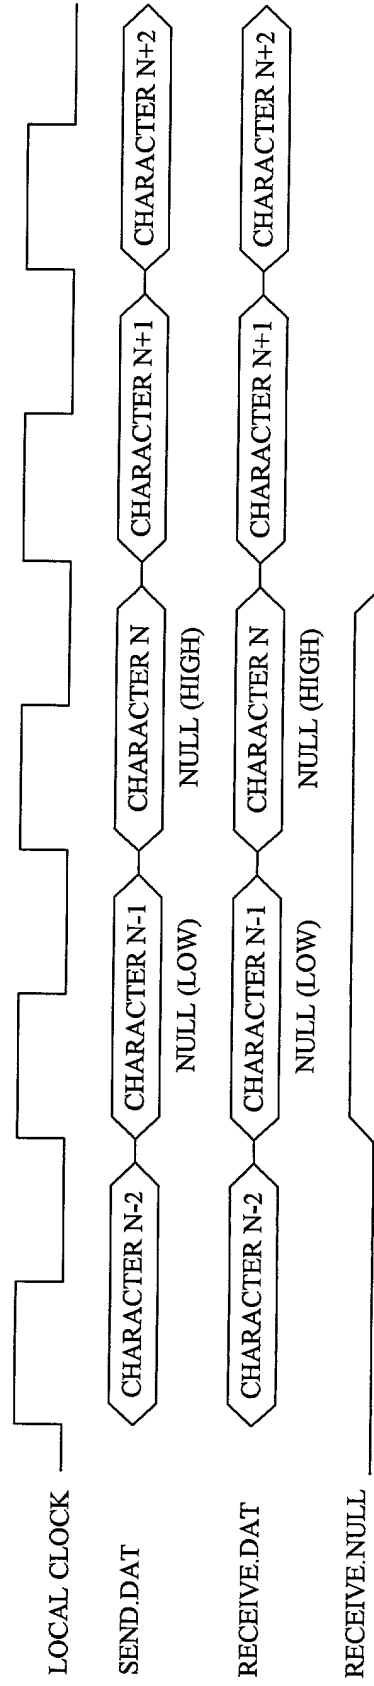 LOCAL CLOCK
SEND.DAT
CHARACTER N-2
CHARACTER N-1
CHARACTER N
CHARACTER N+1
CHARACTER N+2
NULL (LOW)
NULL (HIGH)
RECEIVE.DAT
CHARACTER N-2
CHARACTER N-1
CHARACTER N
CHARACTER N+1
CHARACTER N+2
NULL (LOW)
NULL (HIGH)
RECEIVE.NULL